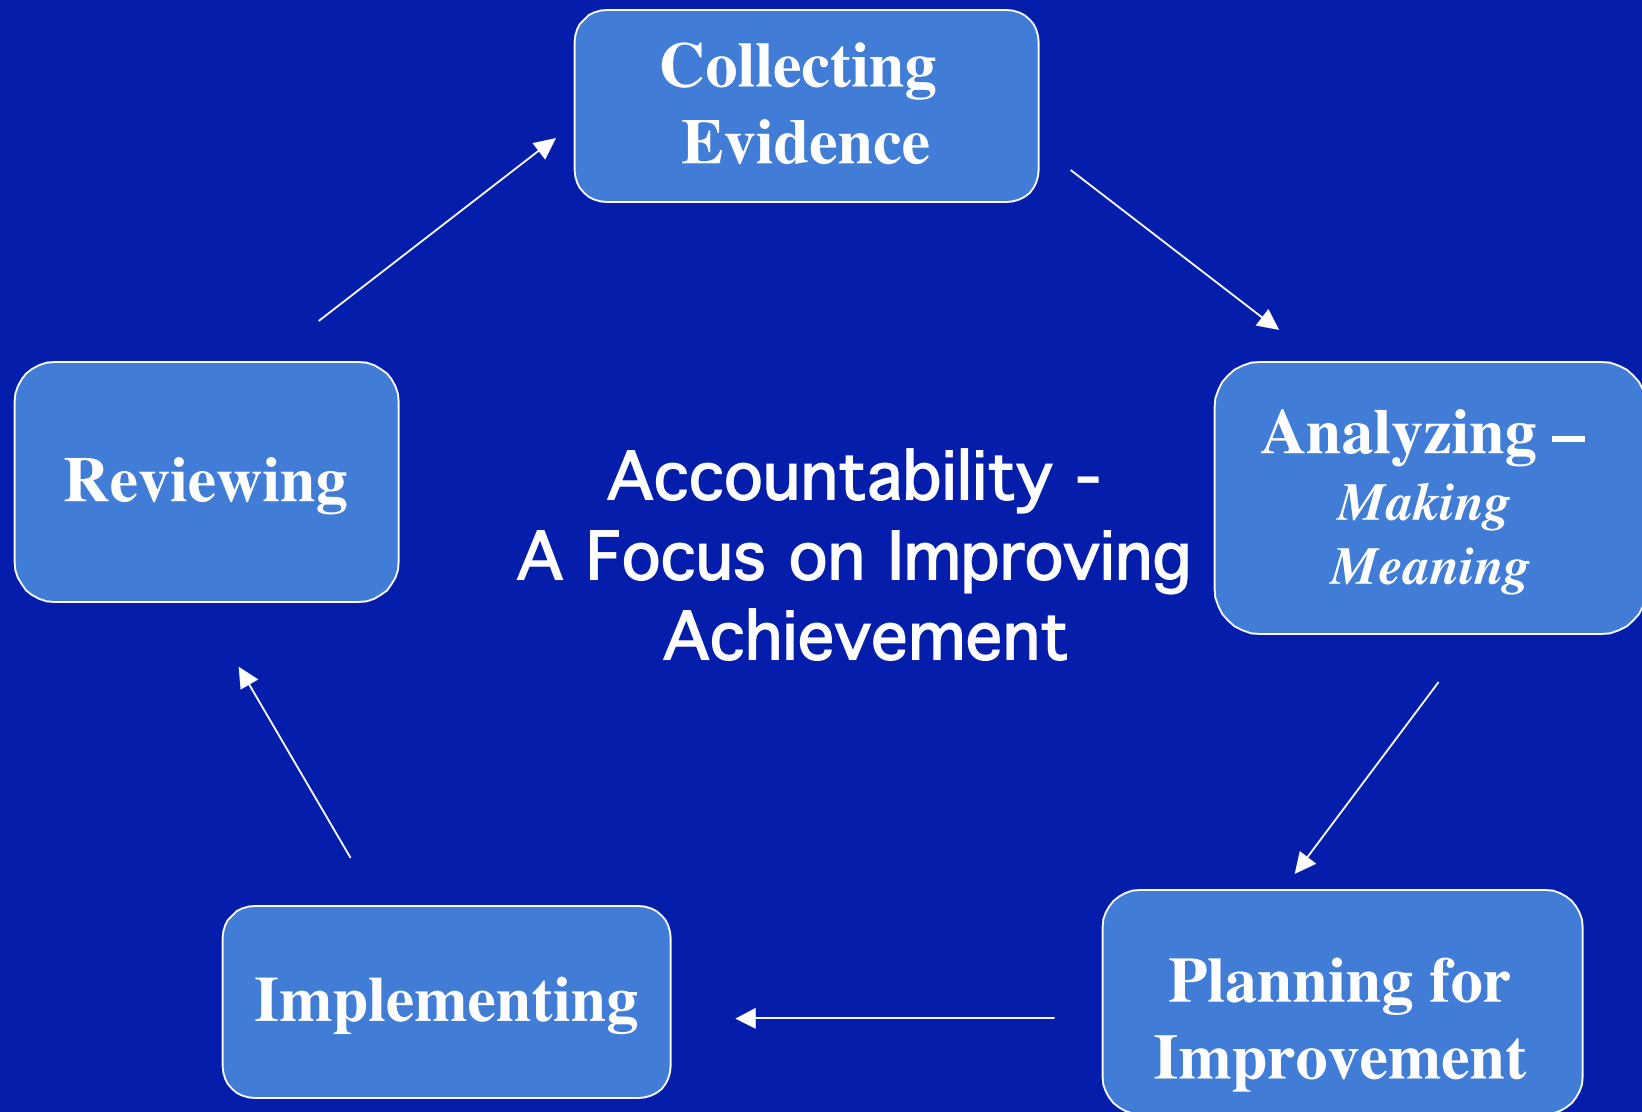 Collecting
Evidence
Analyzing –
Making
Meaning
Planning for
Improvement
Implementing
Reviewing
Accountability -
A Focus on Improving
Achievement